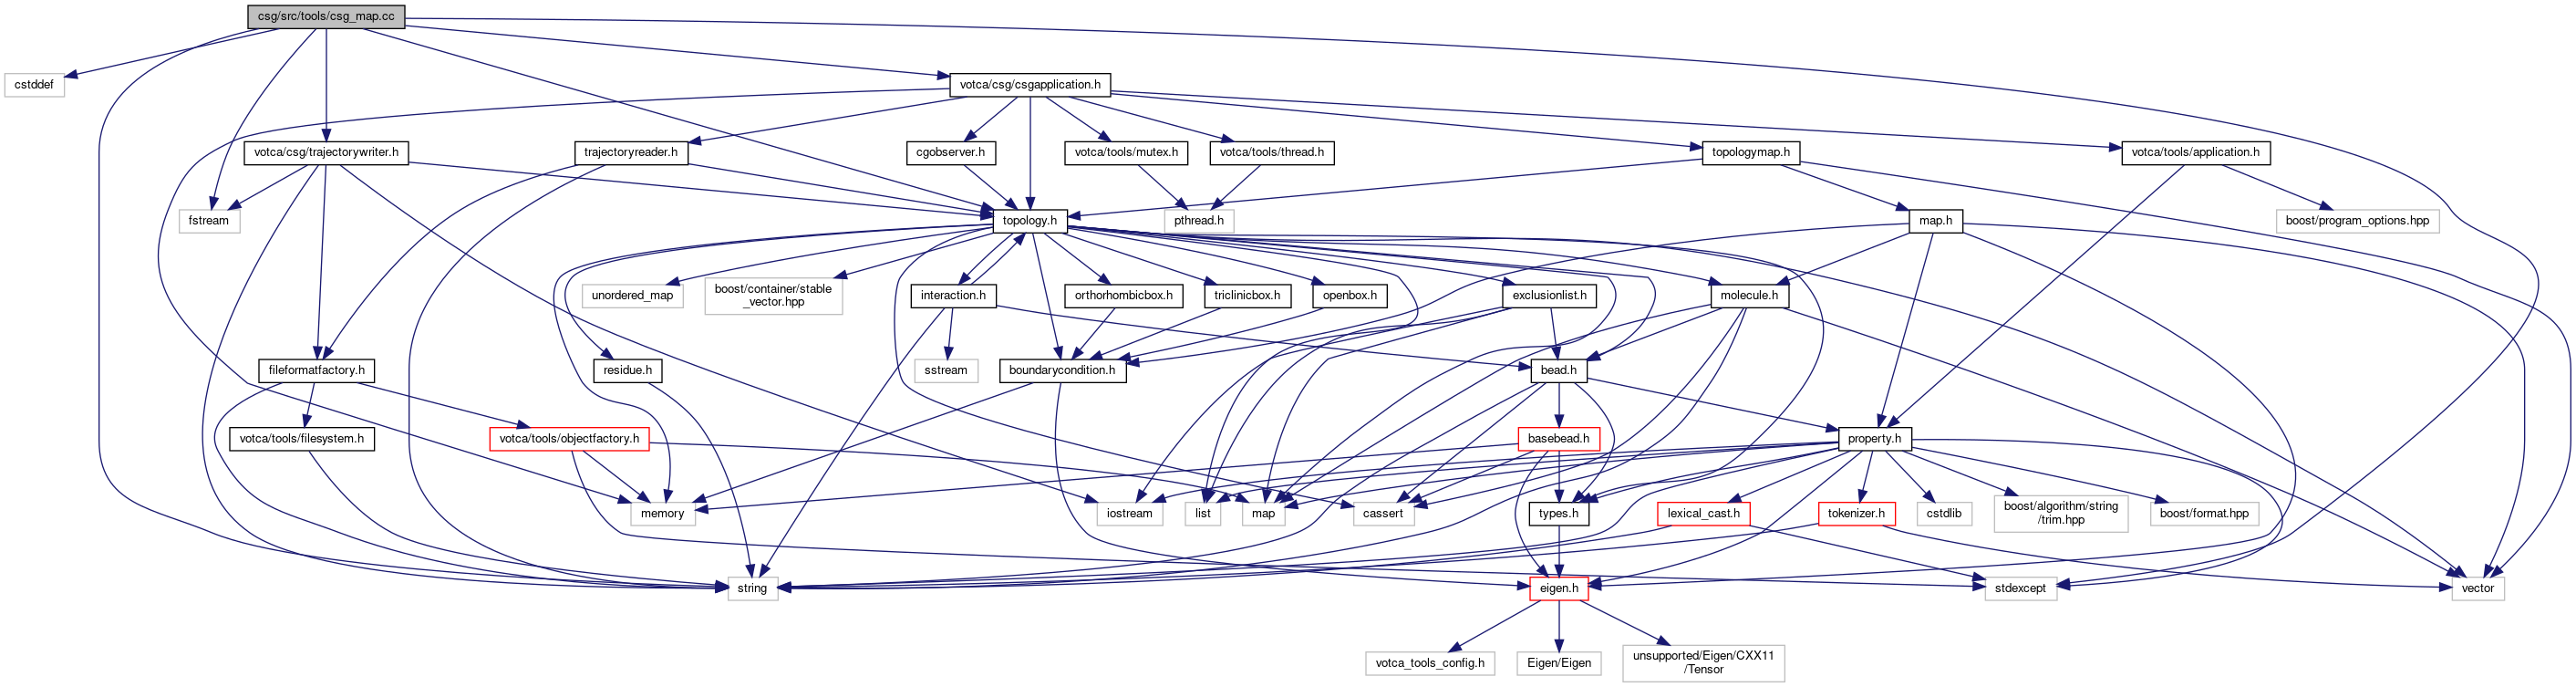 csg/src/tools/csg_map.cc
cstddef
votca/csg/csgapplication.h
votca/csg/trajectorywriter.h
trajectoryreader.h
cgobserver.h
votca/tools/mutex.h
votca/tools/thread.h
topologymap.h
votca/tools/application.h
fstream
topology.h
pthread.h
map.h
boost/program_options.hpp
unordered_map
boost/container/stable
_vector.hpp
interaction.h
orthorhombicbox.h
triclinicbox.h
openbox.h
exclusionlist.h
molecule.h
fileformatfactory.h
residue.h
sstream
boundarycondition.h
bead.h
votca/tools/filesystem.h
votca/tools/objectfactory.h
basebead.h
property.h
memory
iostream
list
map
cassert
types.h
lexical_cast.h
tokenizer.h
cstdlib
boost/algorithm/string
/trim.hpp
boost/format.hpp
string
eigen.h
stdexcept
vector
votca_tools_config.h
Eigen/Eigen
unsupported/Eigen/CXX11
/Tensor